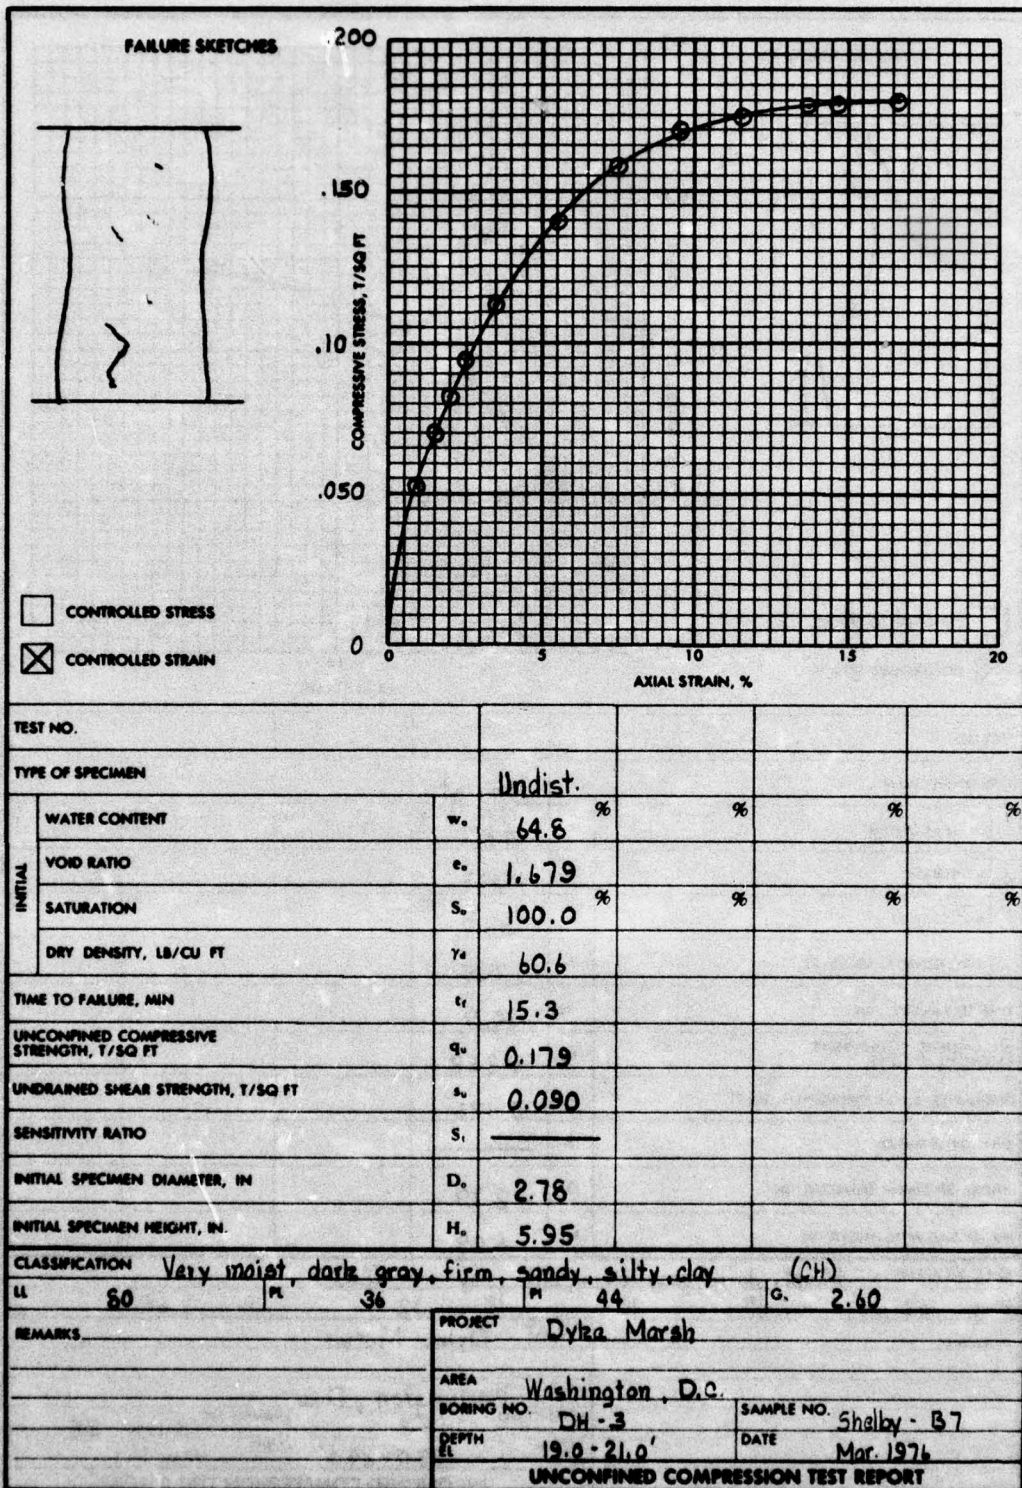 FAILURE SKETCHES
.200
.150
.10
.050
0
COMPRESSIVE STRESS, T/SQ FT
0 5 10 15 20
AXIAL STRAIN, %
CONTROLLED STRESS
CONTROLLED STRAIN
TEST NO.
TYPE OF SPECIMEN Undist.
INITIAL
WATER CONTENT w₀ 64.8 % % % %
VOID RATIO e₀ 1.679
SATURATION S₀ 100.0 % % % %
DRY DENSITY, LB/CU FT γd 60.6
TIME TO FAILURE, MIN tf 15.3
UNCONFINED COMPRESSIVE
STRENGTH, T/SQ FT qu 0.179
UNDRAINED SHEAR STRENGTH, T/SQ FT su 0.090
SENSITIVITY RATIO St
INITIAL SPECIMEN DIAMETER, IN D₀ 2.78
INITIAL SPECIMEN HEIGHT, IN. H₀ 5.95
CLASSIFICATION Very moist, dark gray, firm, sandy, silty, clay (CH)
LL 80 PL 36 PI 44 G. 2.60
REMARKS
PROJECT Dyke Marsh
AREA Washington, D.C.
BORING NO. DH-3 SAMPLE NO. Shelby - B7
DEPTH EL 19.0 - 21.0' DATE Mar. 1976
UNCONFINED COMPRESSION TEST REPORT